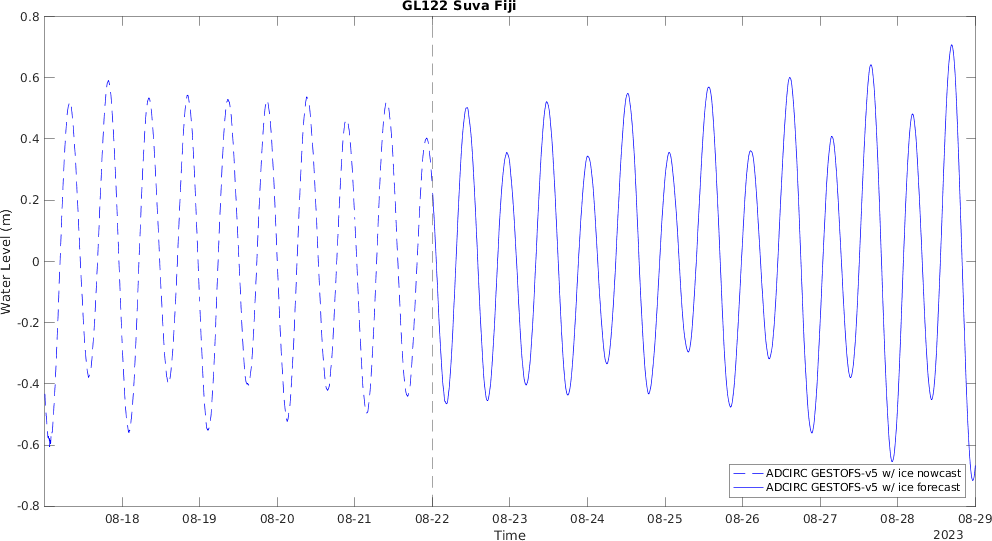 GL122 Suva Fiji
0.8
0.6
0.4
0.2
0
-0.2
-0.4
-0.6
-0.8
Water Level (m)
ADCIRC GESTOFS-v5 w/ ice nowcast
ADCIRC GESTOFS-v5 w/ ice forecast
08-18 08-19 08-20 08-21 08-22 08-23 08-24 08-25 08-26 08-27 08-28 08-29
Time
2023